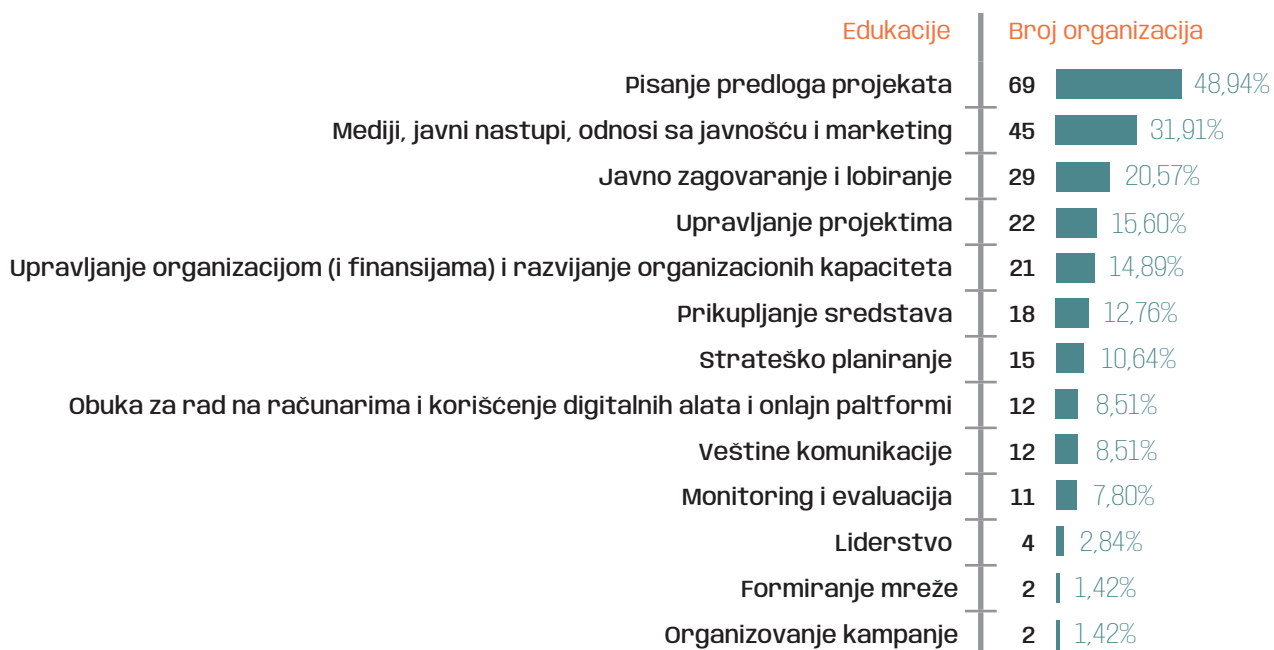 Edukacije Broj organizacija
Pisanje predloga projekata 69 48,94%
Mediji, javni nastupi, odnosi sa javnošću i marketing 45 31,91%
Javno zagovaranje i lobiranje 29 20,57%
Upravljanje projektima 22 15,60%
Upravljanje organizacijom (i finansijama) i razvijanje organizacionih kapaciteta 21 14,89%
Prikupljanje sredstava 18 12,76%
Strateško planiranje 15 10,64%
Obuka za rad na računarima i korišćenje digitalnih alata i onlajn paltformi 12 8,51%
Veštine komunikacije 12 8,51%
Monitoring i evaluacija 11 7,80%
Liderstvo 4 2,84%
Formiranje mreže 2 1,42%
Organizovanje kampanje 2 1,42%